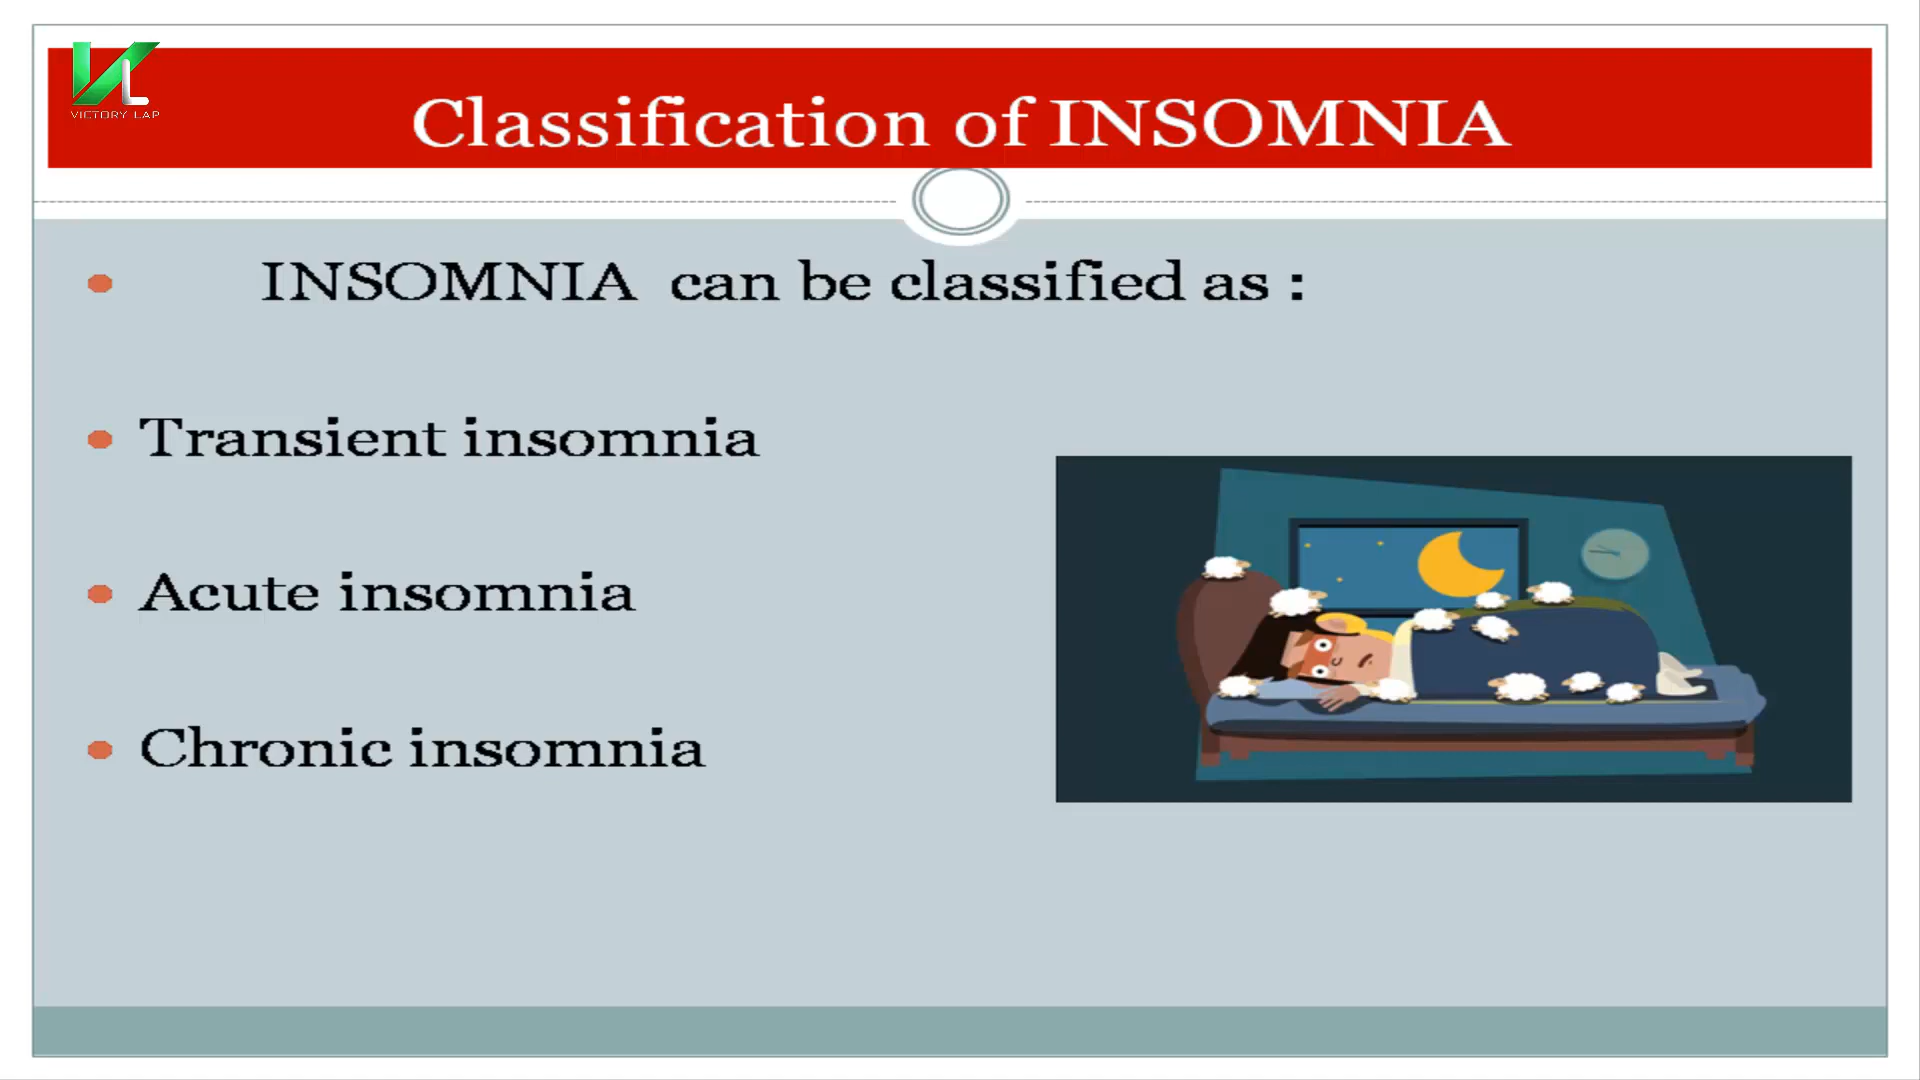 VICTORY LAP
Classification of INSOMNIA
INSOMNIA can be classified as :
Transient insomnia
Acute insomnia
Chronic insomnia